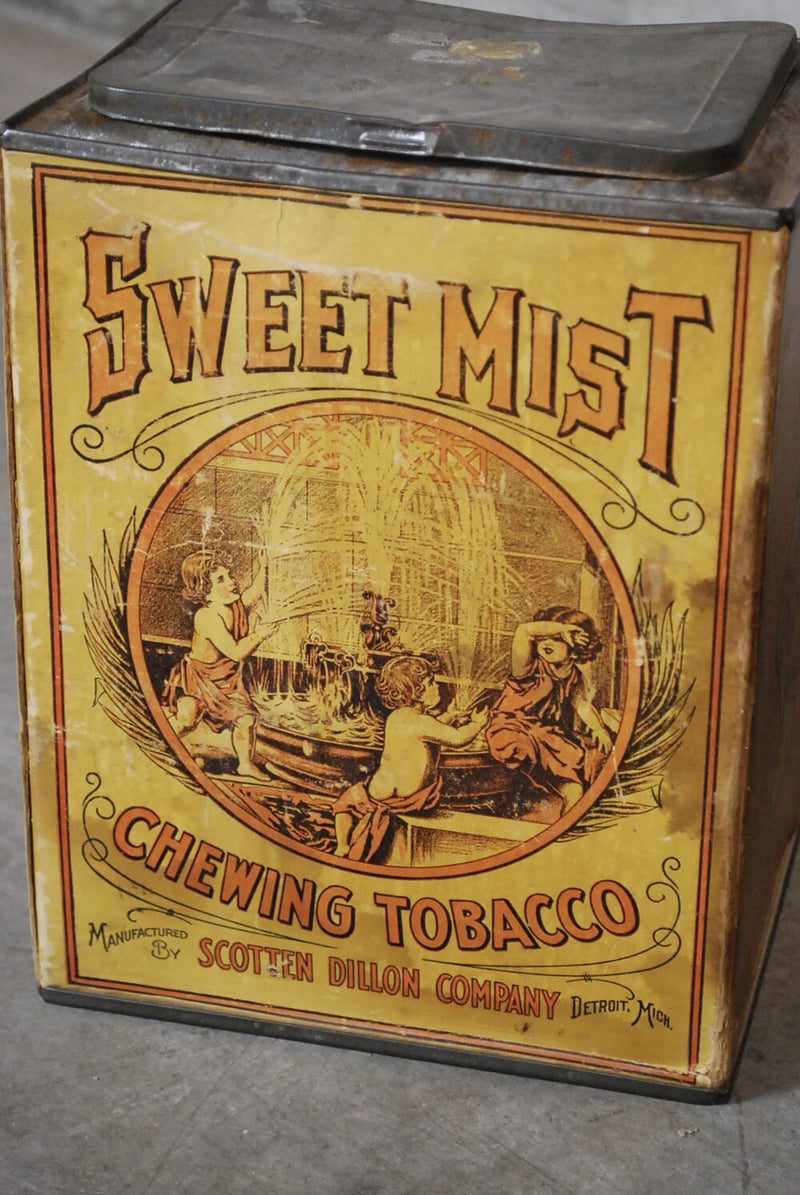 SWEET MIST
CHEWING TOBACCO
MANUFACTURED
BY
SCOTTEN DILLON COMPANY
DETROIT, MICH.